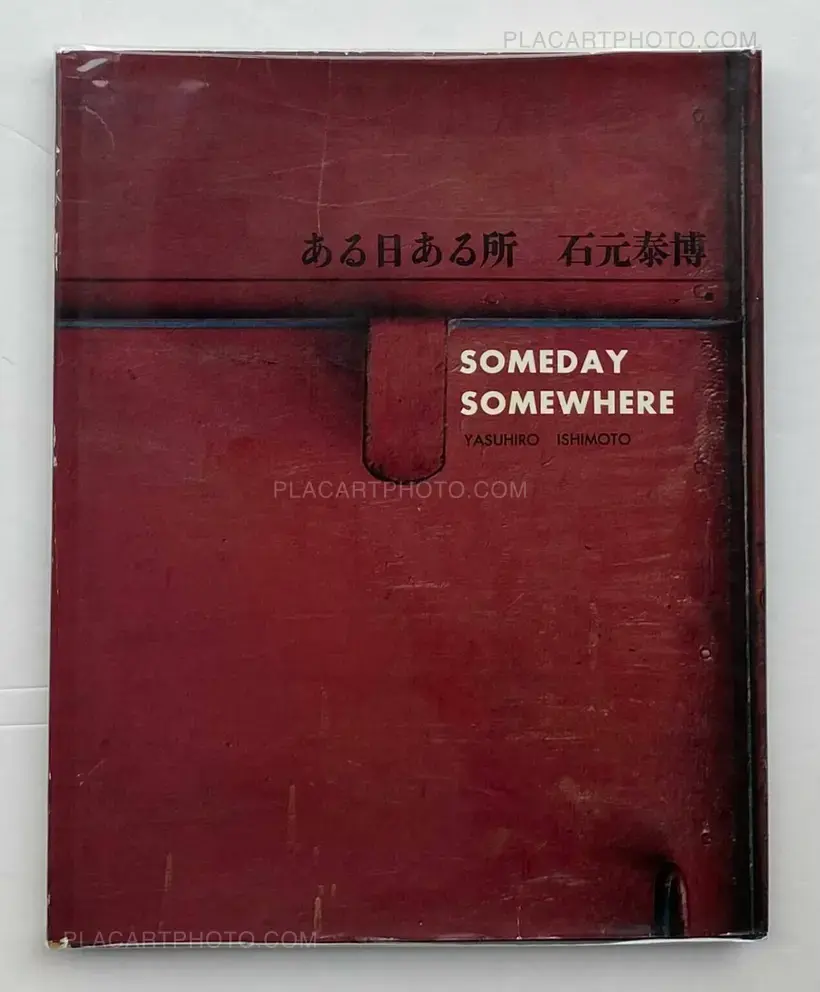 PLACARTPHOTO.COM
ある日ある所　石元泰博
SOMEDAY
SOMEWHERE
YASUHIRO ISHIMOTO
PLACARTPHOTO.COM
PLACARTPHOTO.COM